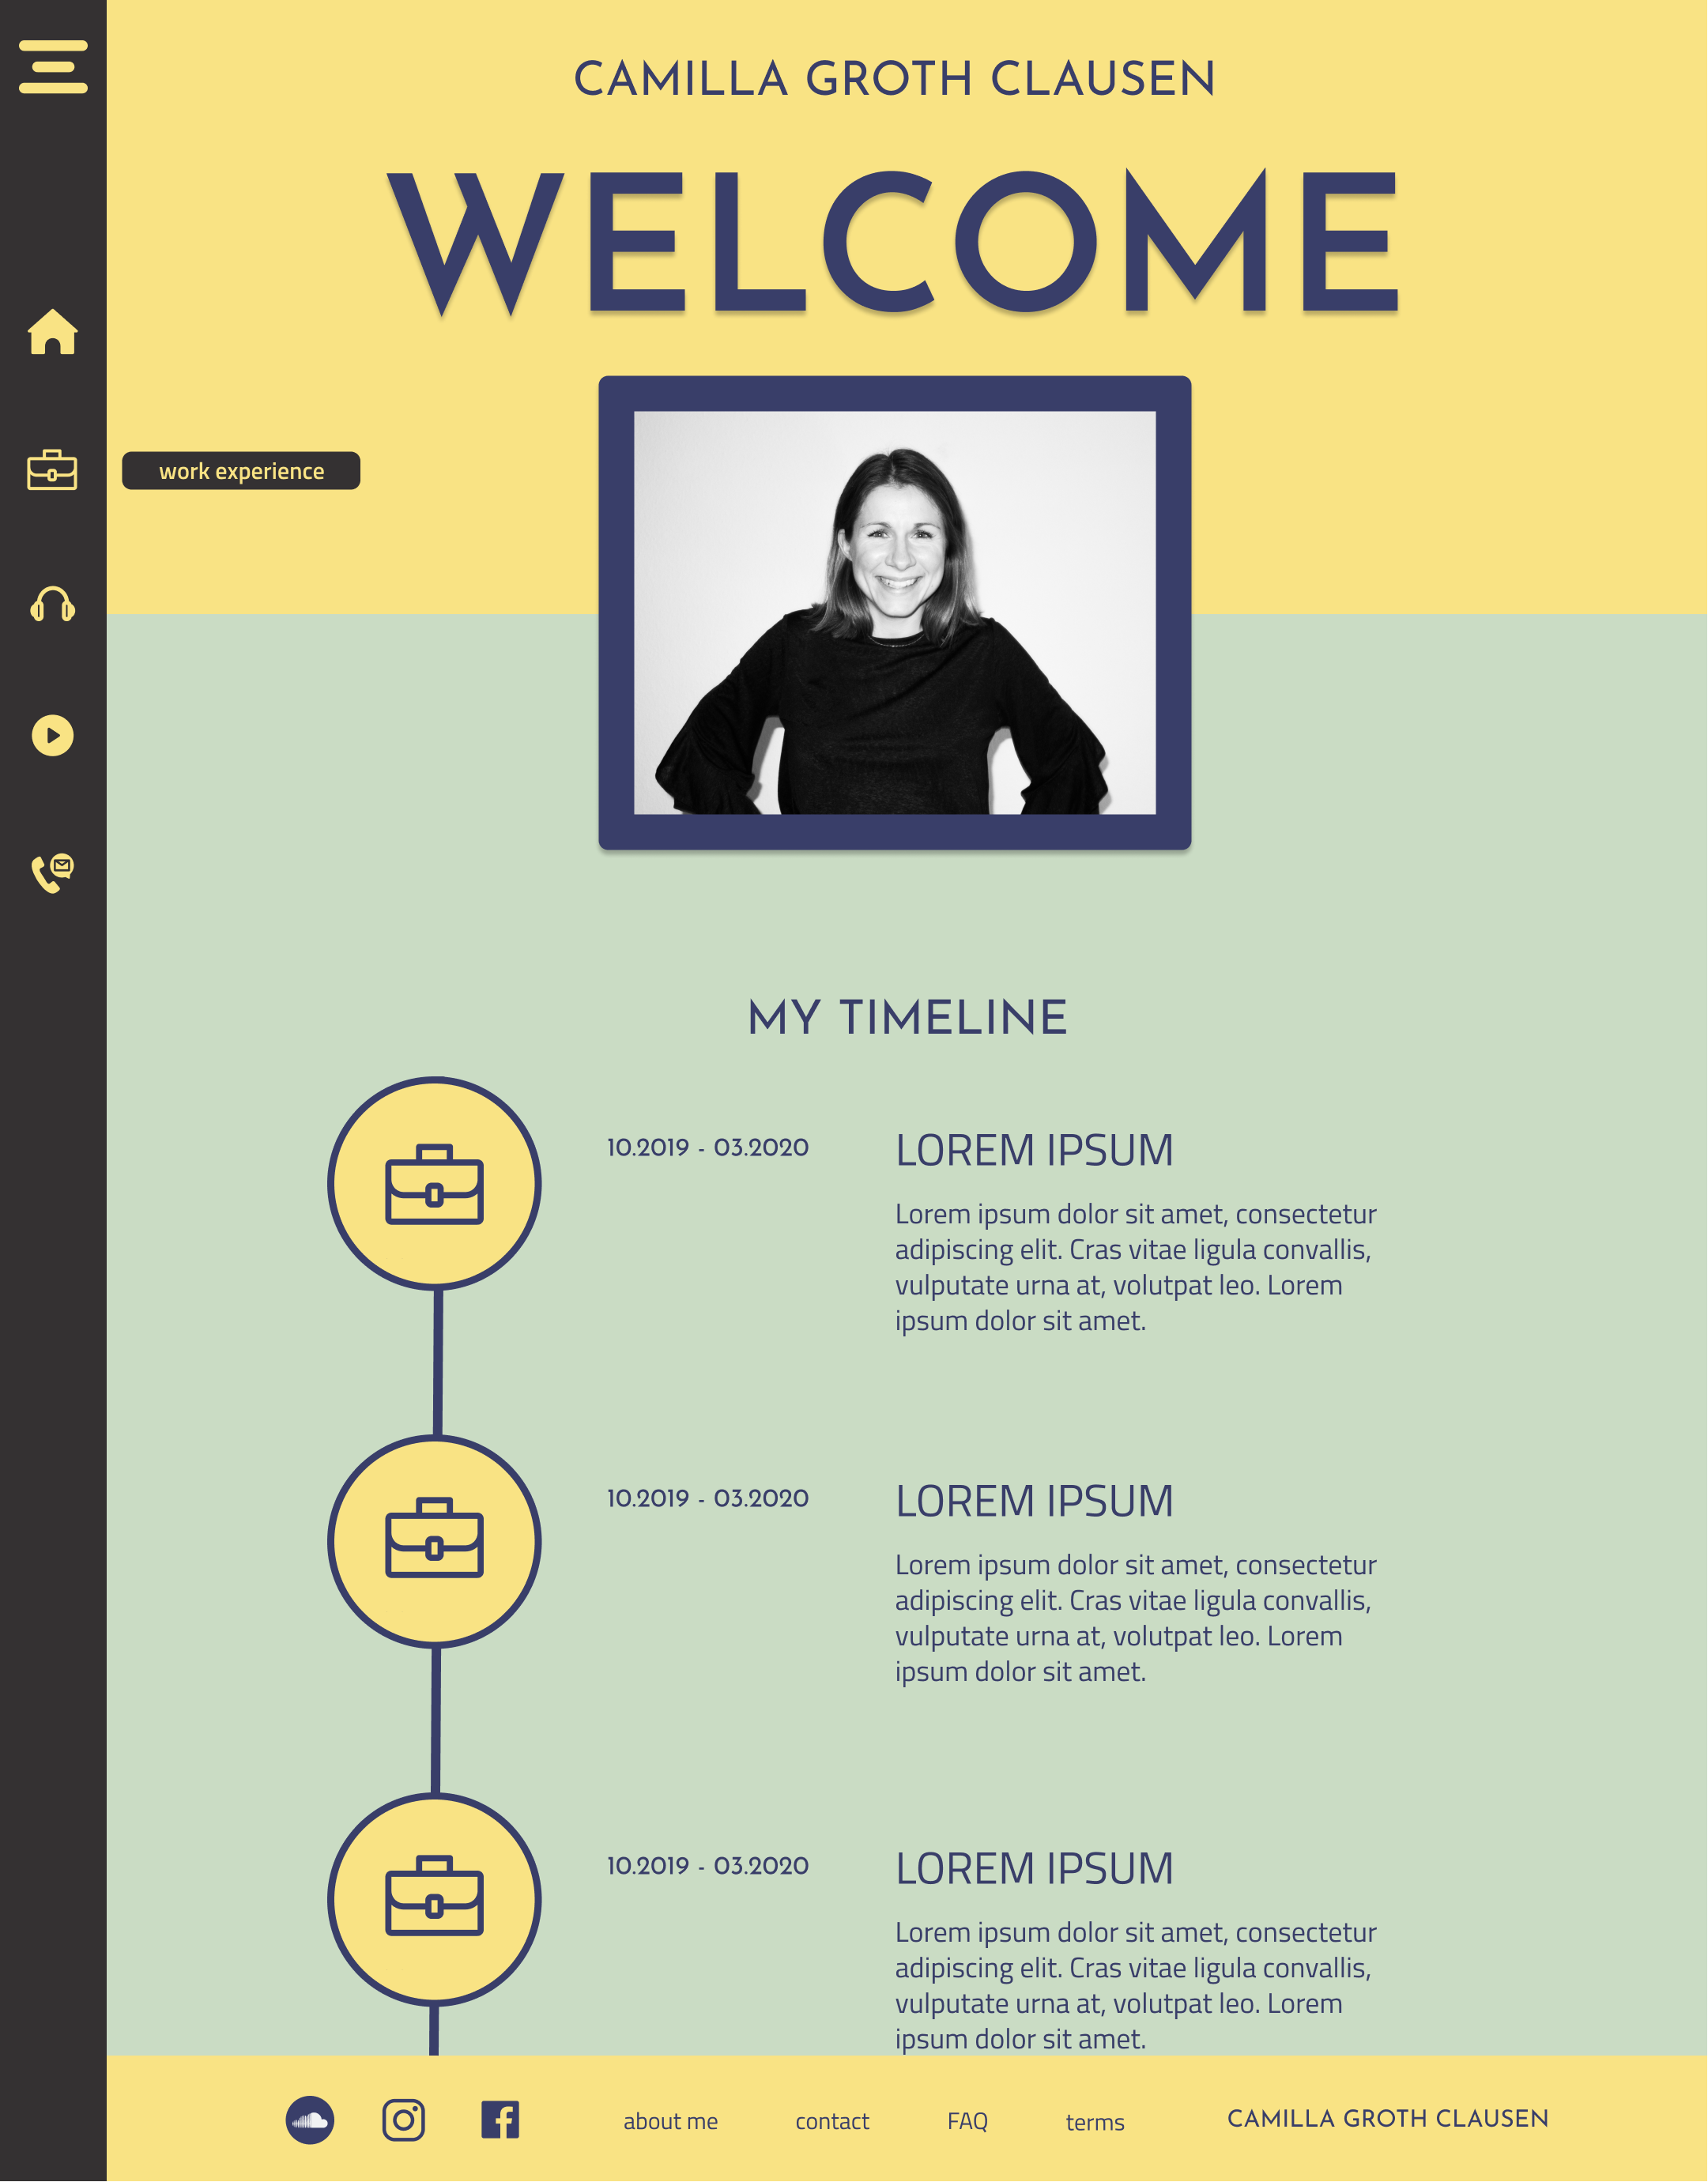 CAMILLA GROTH CLAUSEN
WELCOME
work experience
MY TIMELINE
10.2019 - 03.2020
LOREM IPSUM
Lorem ipsum dolor sit amet, consectetur
adipiscing elit. Cras vitae ligula convallis,
vulputate urna at, volutpat leo. Lorem
ipsum dolor sit amet.
10.2019 - 03.2020
LOREM IPSUM
Lorem ipsum dolor sit amet, consectetur
adipiscing elit. Cras vitae ligula convallis,
vulputate urna at, volutpat leo. Lorem
ipsum dolor sit amet.
10.2019 - 03.2020
LOREM IPSUM
Lorem ipsum dolor sit amet, consectetur
adipiscing elit. Cras vitae ligula convallis,
vulputate urna at, volutpat leo. Lorem
ipsum dolor sit amet.
about me contact FAQ terms CAMILLA GROTH CLAUSEN